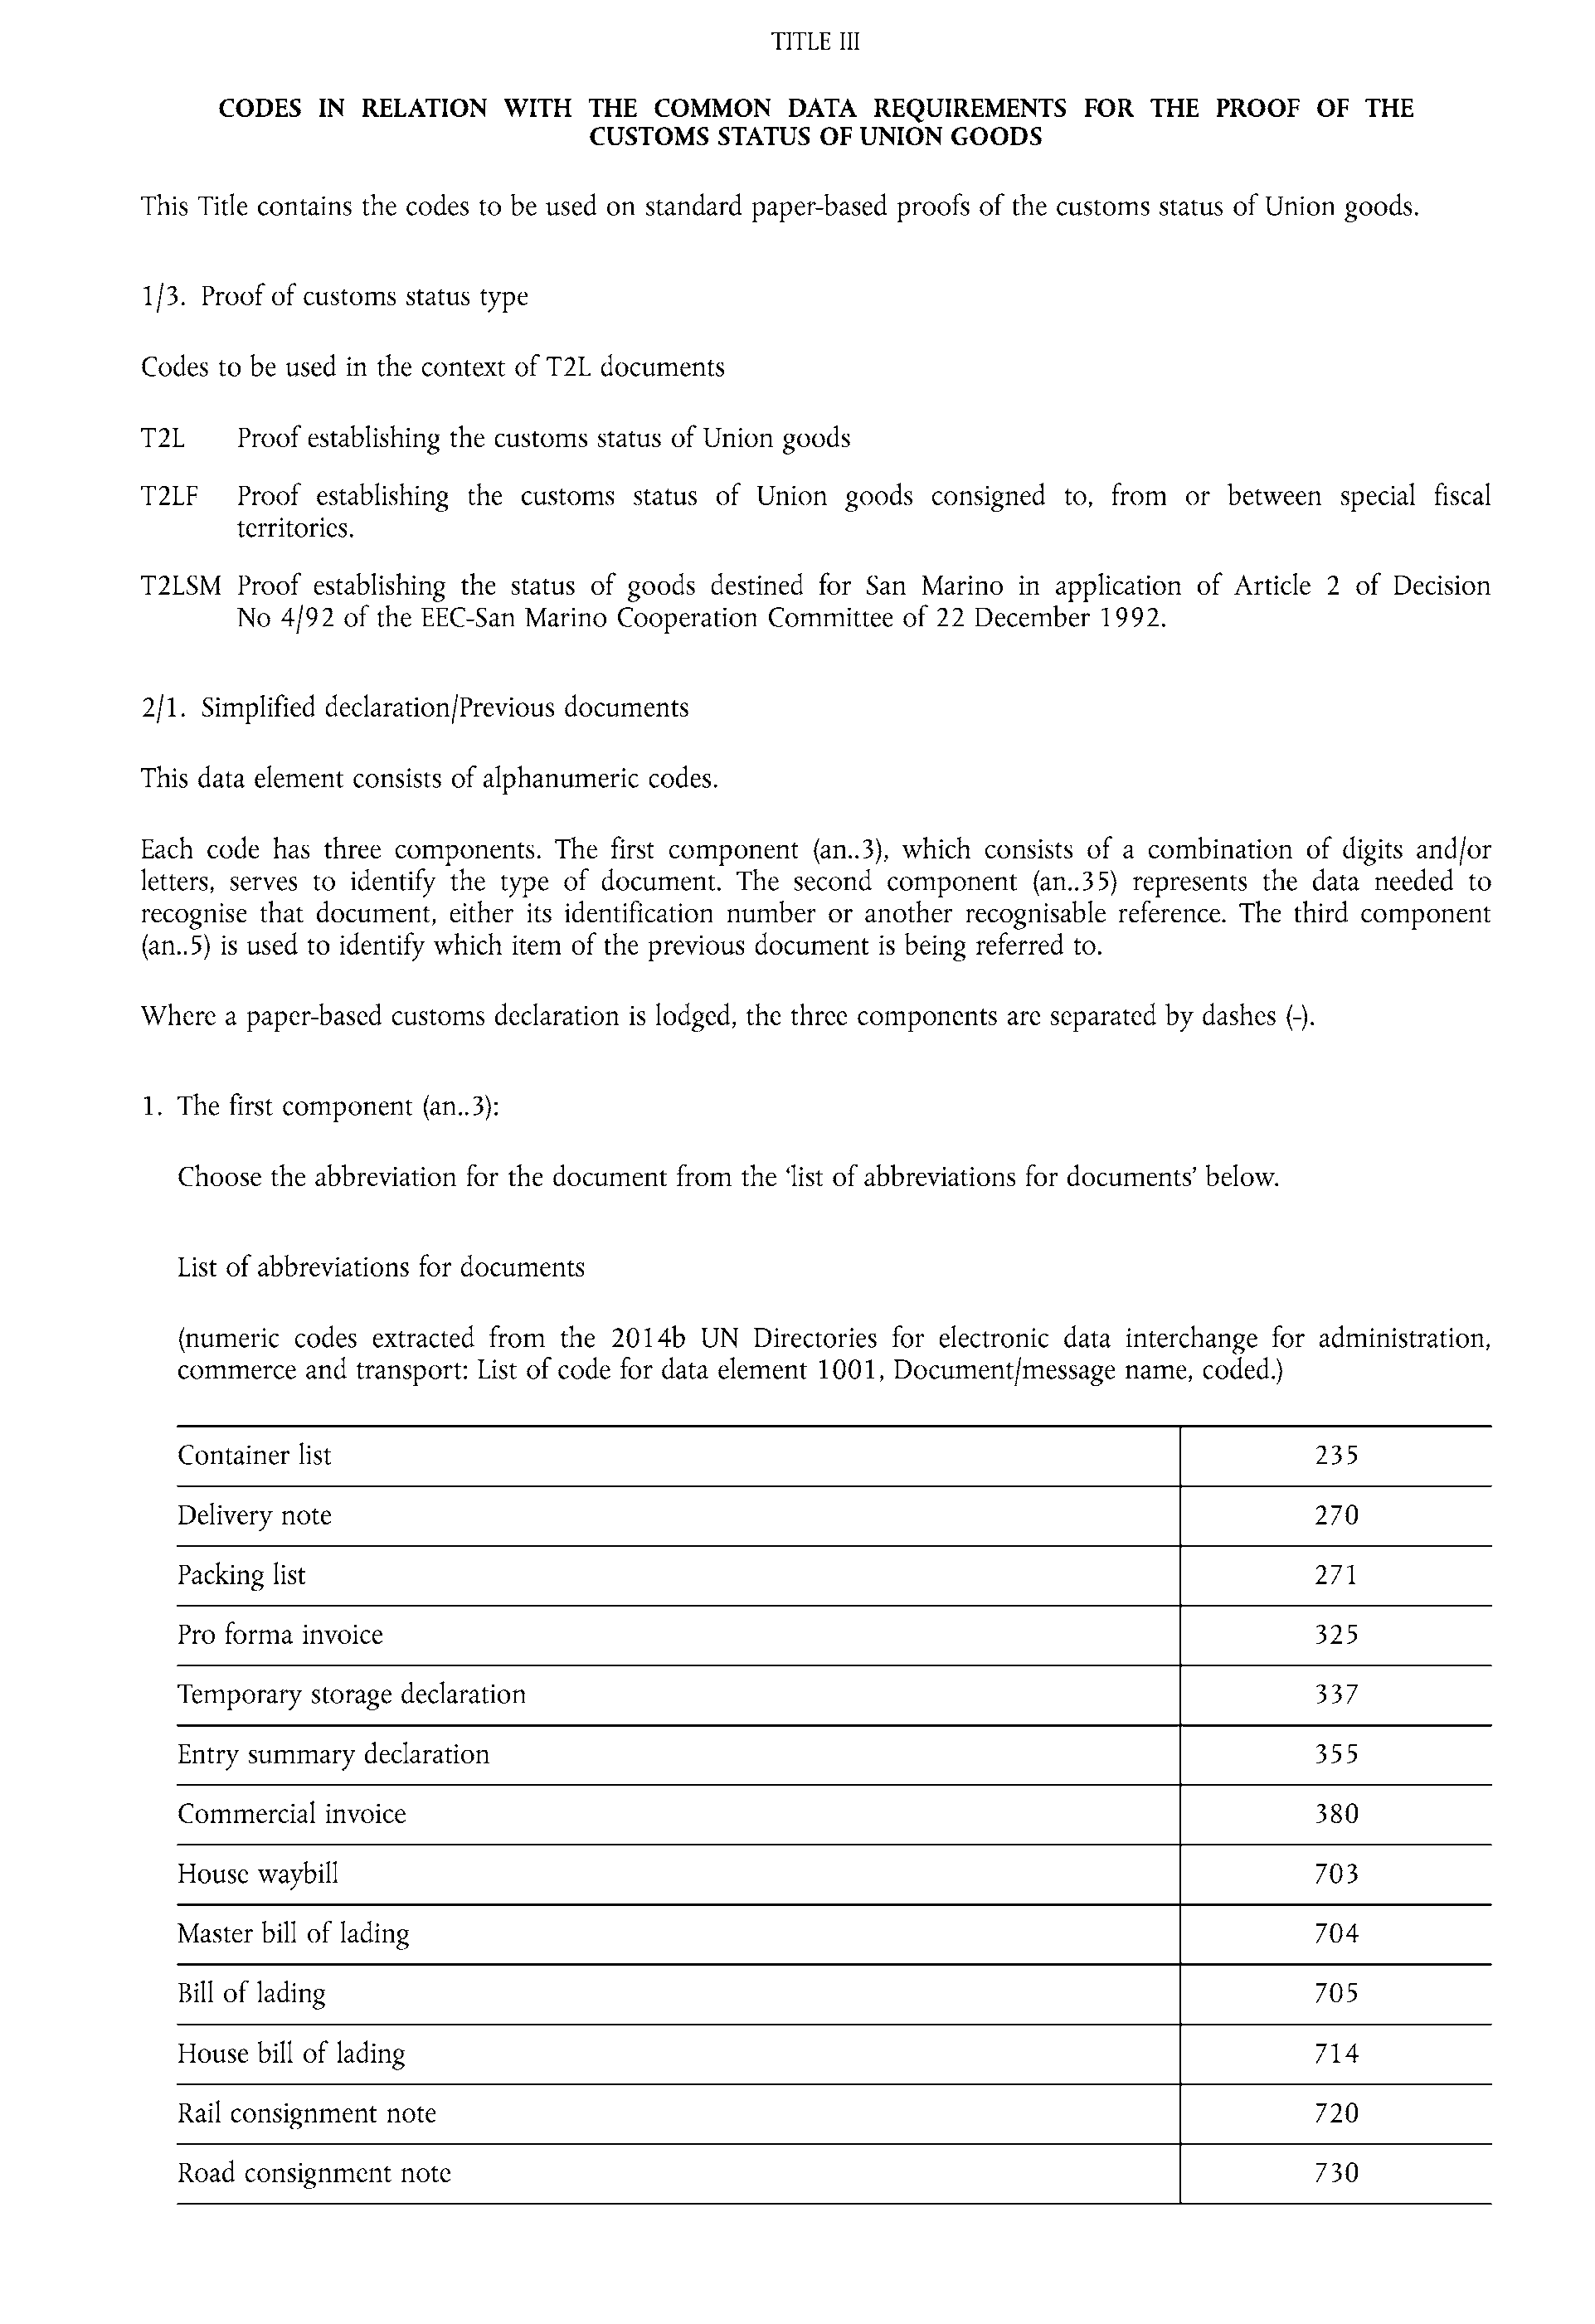 TITLE III
CODES IN RELATION WITH THE COMMON DATA REQUIREMENTS FOR THE PROOF OF THE
CUSTOMS STATUS OF UNION GOODS
This Title contains the codes to be used on standard paper-based proofs of the customs status of Union goods.
1/3. Proof of customs status type
Codes to be used in the context of T2L documents
T2L Proof establishing the customs status of Union goods
T2LF Proof establishing the customs status of Union goods consigned to, from or between special fiscal
territories.
T2LSM Proof establishing the status of goods destined for San Marino in application of Article 2 of Decision
No 4/92 of the EEC-San Marino Cooperation Committee of 22 December 1992.
2/1. Simplified declaration/Previous documents
This data element consists of alphanumeric codes.
Each code has three components. The first component (an..3), which consists of a combination of digits and/or
letters, serves to identify the type of document. The second component (an..35) represents the data needed to
recognise that document, either its identification number or another recognisable reference. The third component
(an..5) is used to identify which item of the previous document is being referred to.
Where a paper-based customs declaration is lodged, the three components are separated by dashes (-).
1. The first component (an..3):
Choose the abbreviation for the document from the ‘list of abbreviations for documents’ below.
List of abbreviations for documents
(numeric codes extracted from the 2014b UN Directories for electronic data interchange for administration,
commerce and transport: List of code for data element 1001, Document/message name, coded.)
Container list 235
Delivery note 270
Packing list 271
Pro forma invoice 325
Temporary storage declaration 337
Entry summary declaration 355
Commercial invoice 380
House waybill 703
Master bill of lading 704
Bill of lading 705
House bill of lading 714
Rail consignment note 720
Road consignment note 730